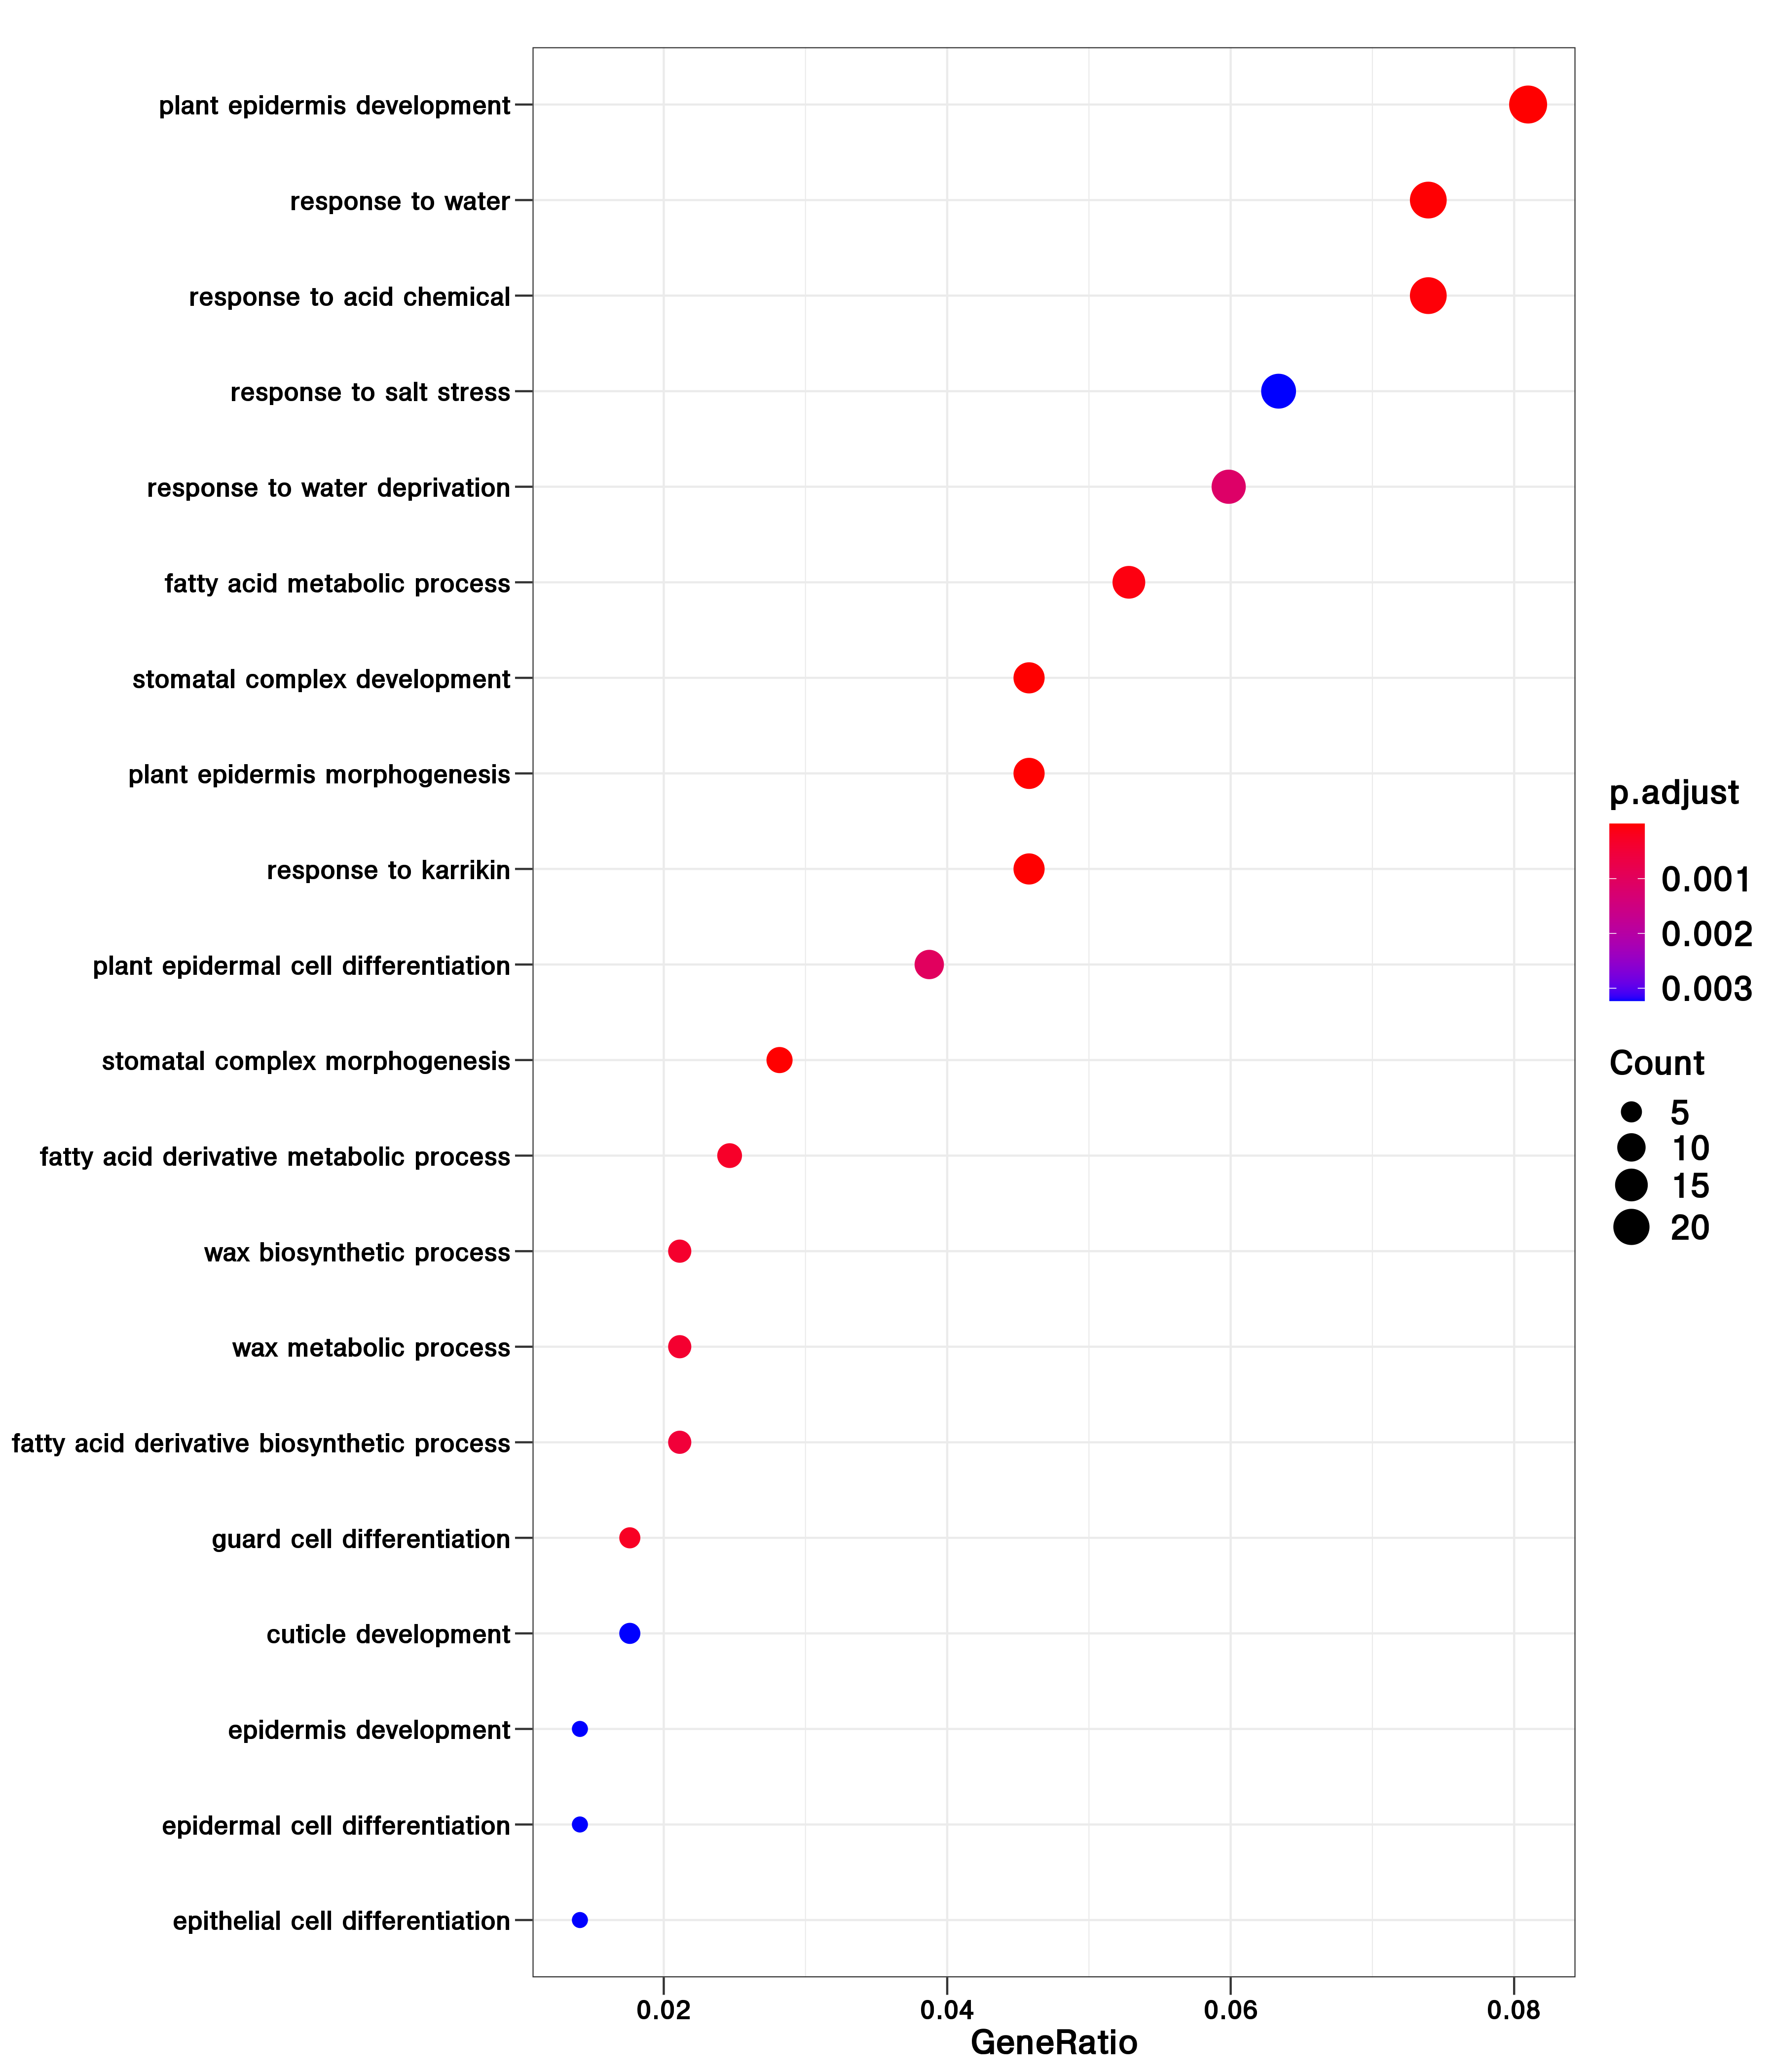 plant epidermis development
response to water
response to acid chemical
response to salt stress
response to water deprivation
fatty acid metabolic process
stomatal complex development
plant epidermis morphogenesis
response to karrikin
plant epidermal cell differentiation
stomatal complex morphogenesis
fatty acid derivative metabolic process
wax biosynthetic process
wax metabolic process
fatty acid derivative biosynthetic process
guard cell differentiation
cuticle development
epidermis development
epidermal cell differentiation
epithelial cell differentiation
0.02 0.04 0.06 0.08
GeneRatio
p.adjust
0.001
0.002
0.003
Count
5
10
15
20